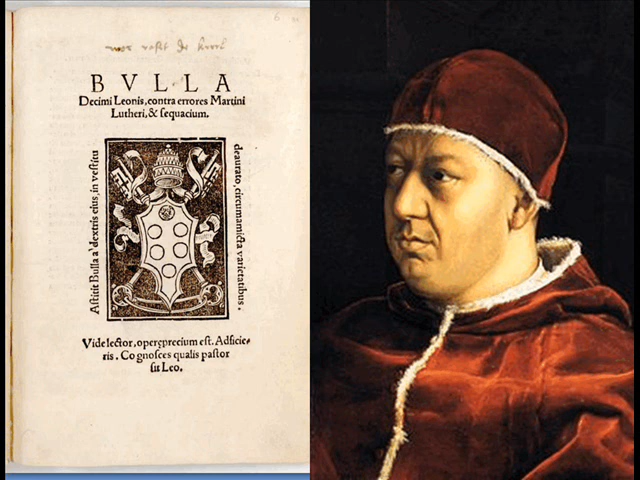 BVLLA
Decimi Leonis, contra errores Martini
Lutheri, & ſequacium.
Aſtitit Bulla a' dextris eius, in veſtitu
deaurato, circumamicta varietatibus.
Vide lector, operęprecium eſt. Adficie=
ris. Cognoſces qualis paſtor
ſit Leo.